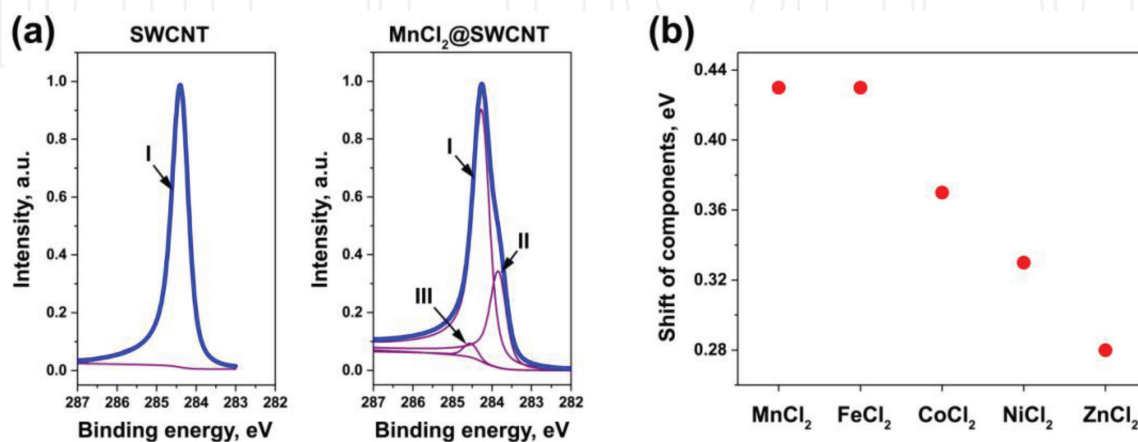 (a)
SWCNT
Intensity, a.u.
1.0
0.8
0.6
0.4
0.2
0.0
I
287 286 285 284 283 282
Binding energy, eV
MnCl₂@SWCNT
Intensity, a.u.
1.0
0.8
0.6
0.4
0.2
0.0
I
II
III
287 286 285 284 283 282
Binding energy, eV
(b)
Shift of components, eV
0.44
0.40
0.36
0.32
0.28
MnCl₂ FeCl₂ CoCl₂ NiCl₂ ZnCl₂